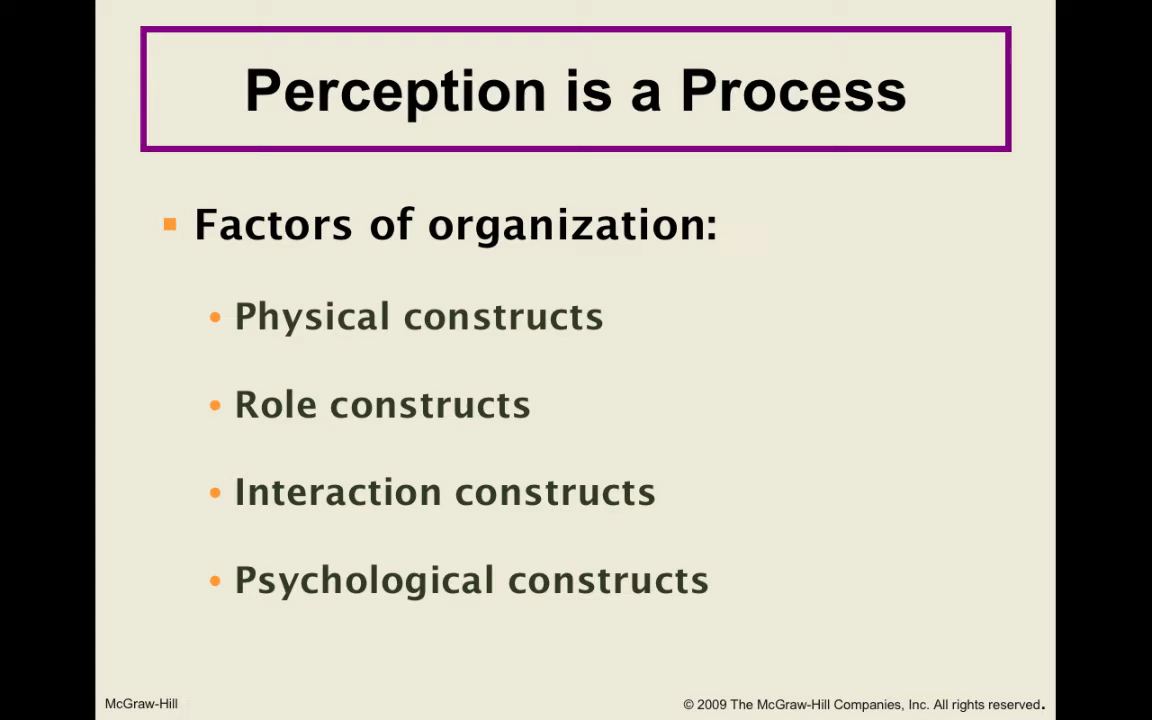 Perception is a Process
Factors of organization:
Physical constructs
Role constructs
Interaction constructs
Psychological constructs
McGraw-Hill
© 2009 The McGraw-Hill Companies, Inc. All rights reserved.